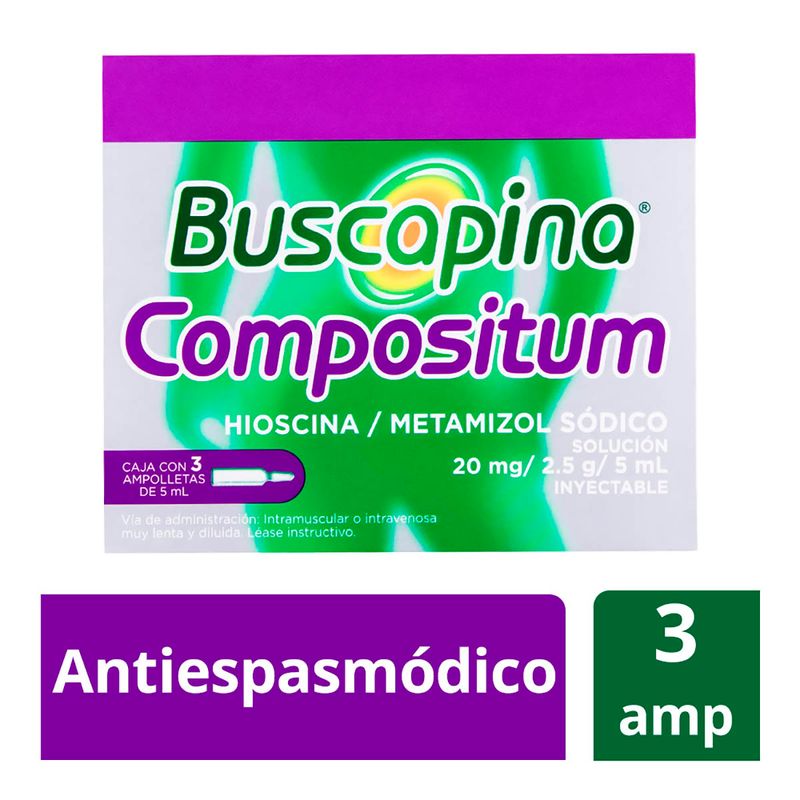 Buscapina®
Compositum
HIOSCINA / METAMIZOL SÓDICO
SOLUCIÓN
20 mg/ 2.5 g/ 5 mL
INYECTABLE
CAJA CON 3
AMPOLLETAS
DE 5 mL
Vía de administración: Intramuscular o intravenosa
muy lenta y diluida. Léase instructivo.
Antiespasmódico
3
amp